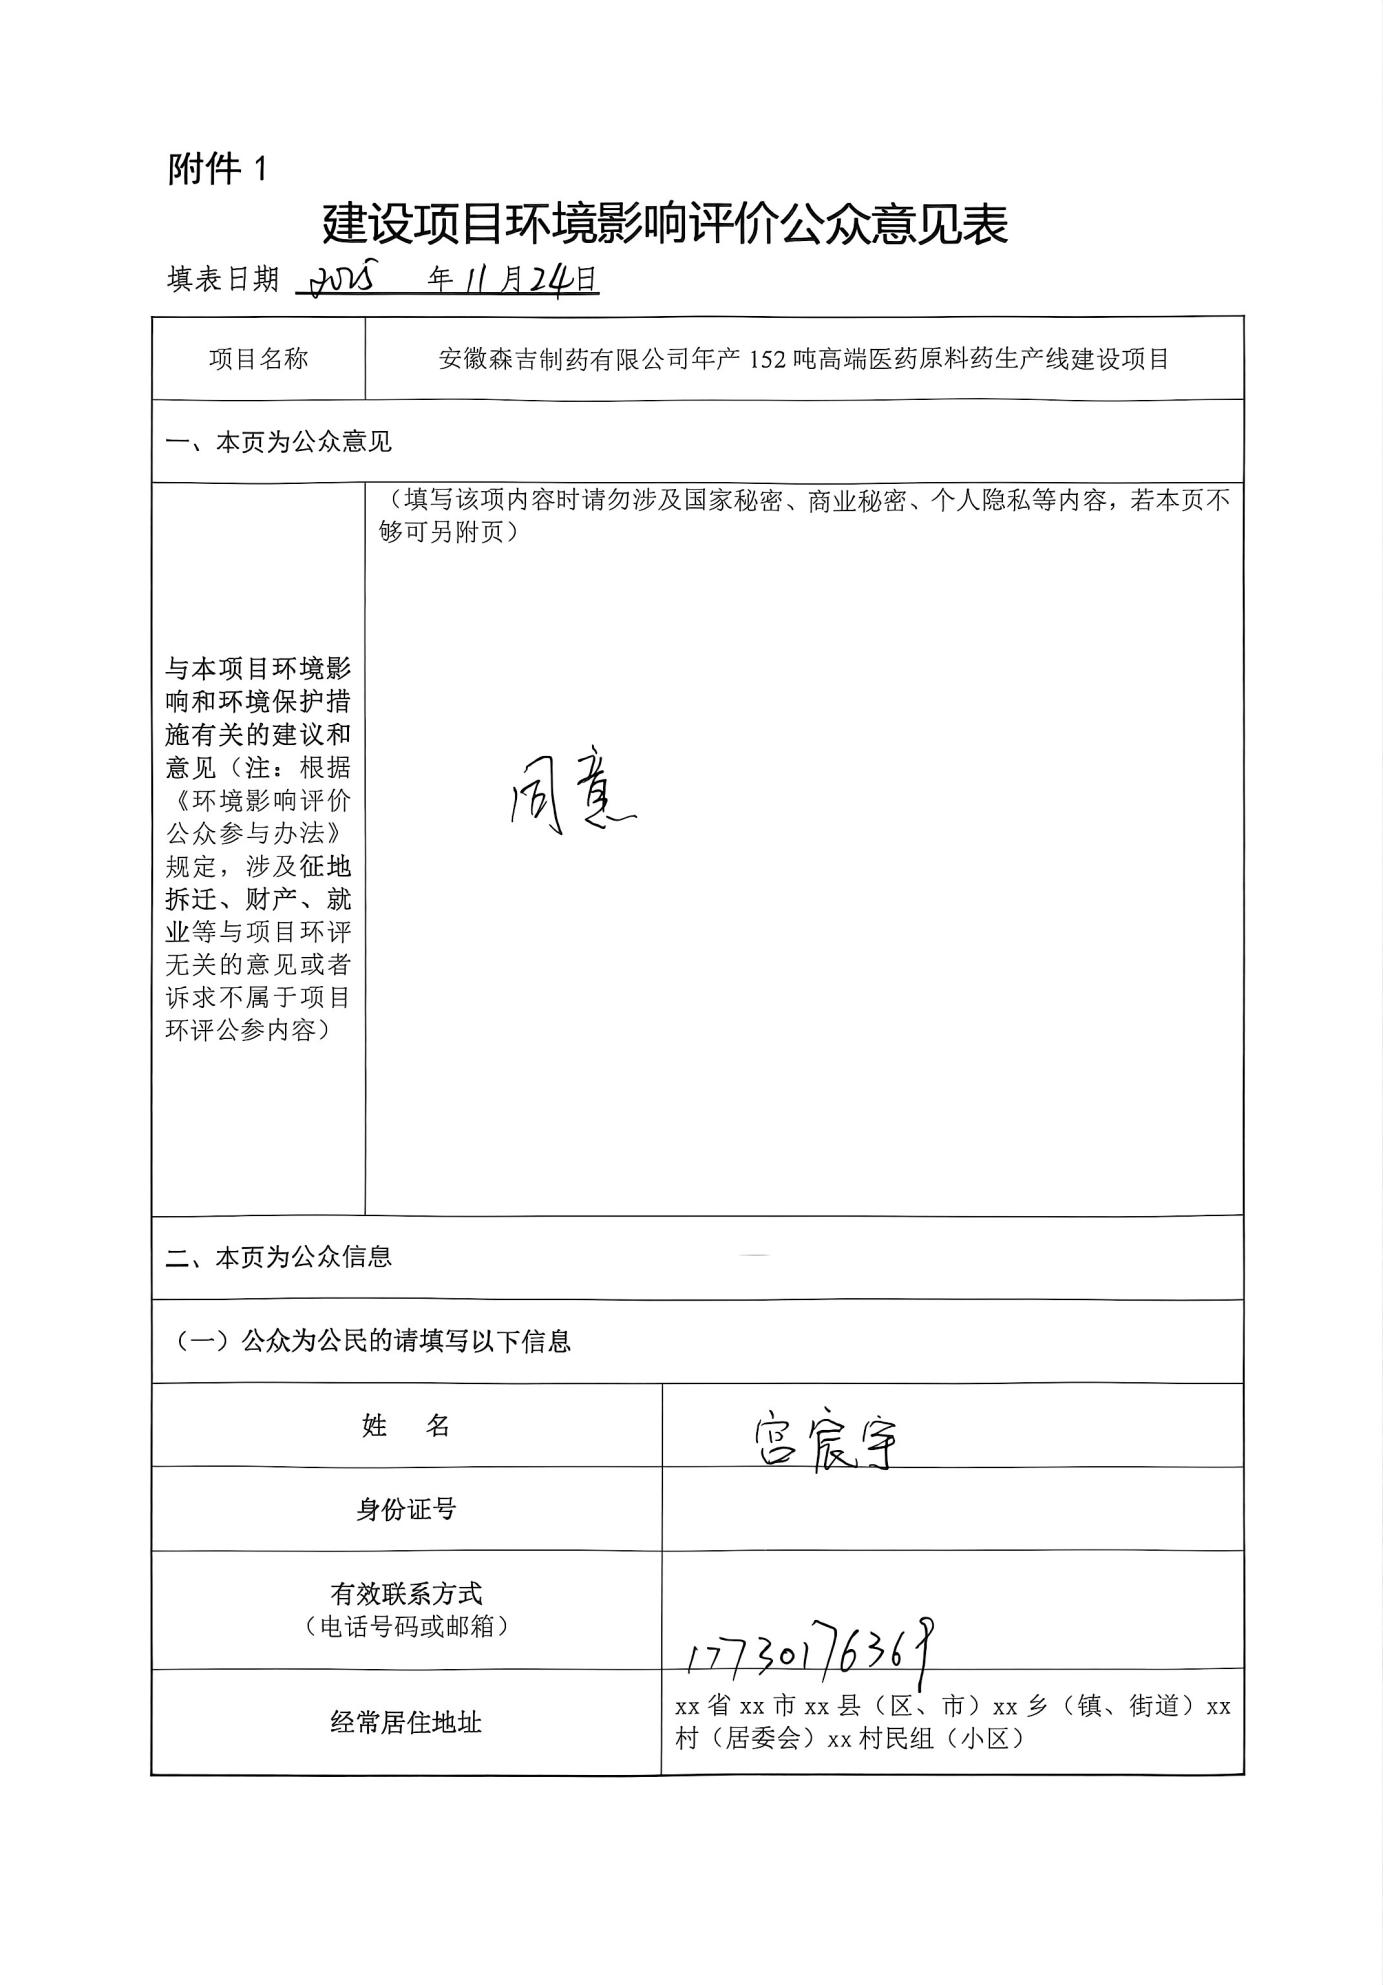 附件 1
建设项目环境影响评价公众意见表
填表日期 2025 年 11 月 24 日
项目名称
安徽森吉制药有限公司年产 152 吨高端医药原料药生产线建设项目
一、本页为公众意见
与本项目环境影
响和环境保护措
施有关的建议和
意见（注：根据
《环境影响评价
公众参与办法》
规定，涉及征地
拆迁、财产、就
业等与项目环评
无关的意见或者
诉求不属于项目
环评公参内容）
（填写该项内容时请勿涉及国家秘密、商业秘密、个人隐私等内容，若本页不
够可另附页）
同意
二、本页为公众信息
（一）公众为公民的请填写以下信息
姓 名
宫宸宇
身份证号
有效联系方式
（电话号码或邮箱）
17730176369
经常居住地址
xx 省 xx 市 xx 县（区、市）xx 乡（镇、街道）xx
村（居委会）xx 村民组（小区）